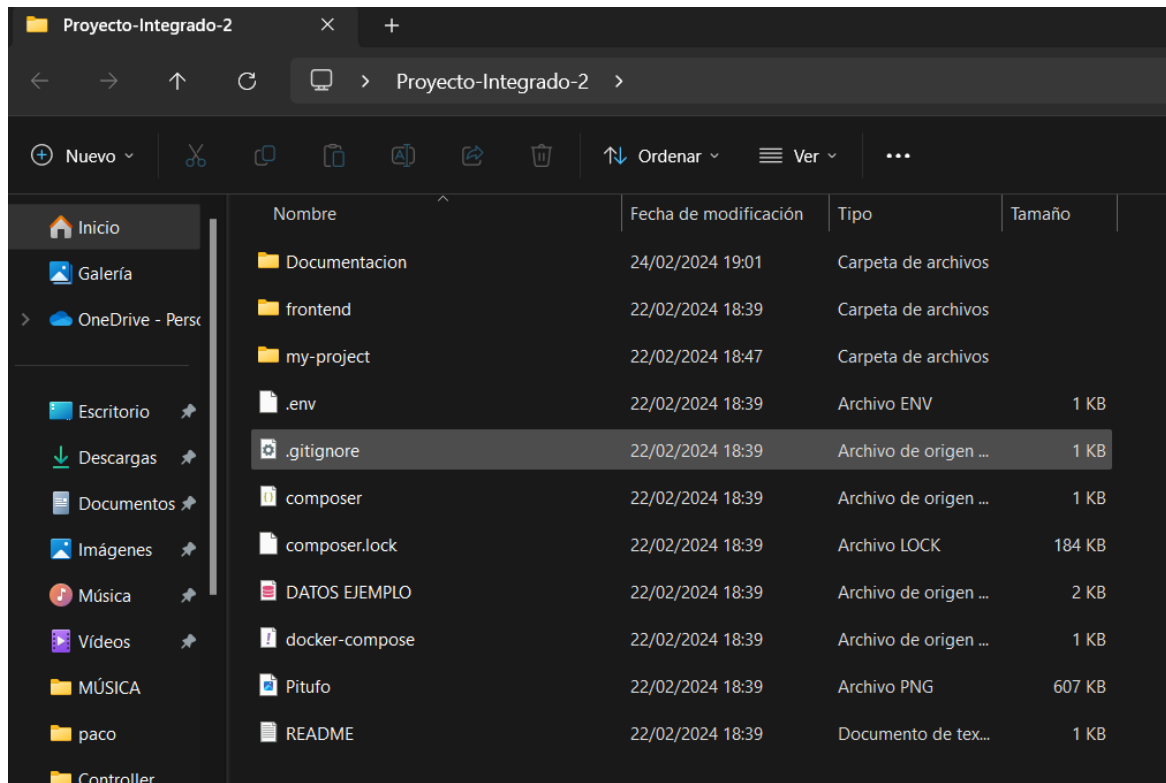 Proyecto-Integrado-2
Proyecto-Integrado-2
Nuevo
Ordenar
Ver
Inicio
Galería
OneDrive - Persc
Escritorio
Descargas
Documentos
Imágenes
Música
Vídeos
MÚSICA
paco
Controller
Nombre Fecha de modificación Tipo Tamaño
Documentacion 24/02/2024 19:01 Carpeta de archivos
frontend 22/02/2024 18:39 Carpeta de archivos
my-project 22/02/2024 18:47 Carpeta de archivos
.env 22/02/2024 18:39 Archivo ENV 1 KB
.gitignore 22/02/2024 18:39 Archivo de origen ... 1 KB
composer 22/02/2024 18:39 Archivo de origen ... 1 KB
composer.lock 22/02/2024 18:39 Archivo LOCK 184 KB
DATOS EJEMPLO 22/02/2024 18:39 Archivo de origen ... 2 KB
docker-compose 22/02/2024 18:39 Archivo de origen ... 1 KB
Pitufo 22/02/2024 18:39 Archivo PNG 607 KB
README 22/02/2024 18:39 Documento de tex... 1 KB